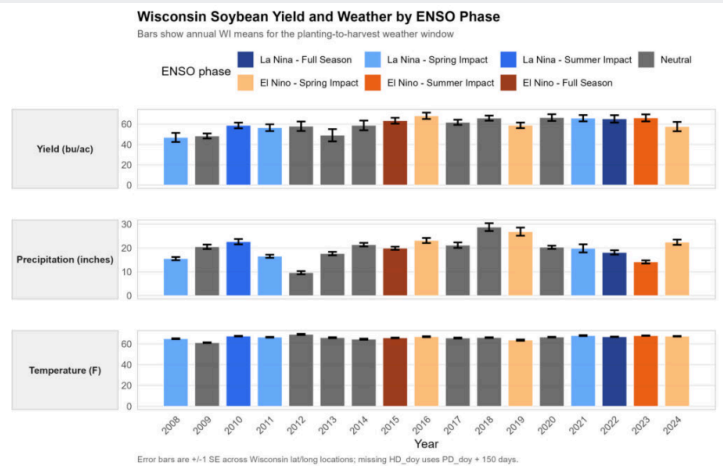 Wisconsin Soybean Yield and Weather by ENSO Phase
Bars show annual WI means for the planting-to-harvest weather window
ENSO phase
La Nina - Full Season
La Nina - Spring Impact
La Nina - Summer Impact
Neutral
El Nino - Spring Impact
El Nino - Summer Impact
El Nino - Full Season
Yield (bu/ac)
60
40
20
0
Precipitation (inches)
30
20
10
0
Temperature (F)
60
40
20
0
2008 2009 2010 2011 2012 2013 2014 2015 2016 2017 2018 2019 2020 2021 2022 2023 2024
Year
Error bars are +/-1 SE across Wisconsin lat/long locations; missing HD_doy uses PD_doy + 150 days.